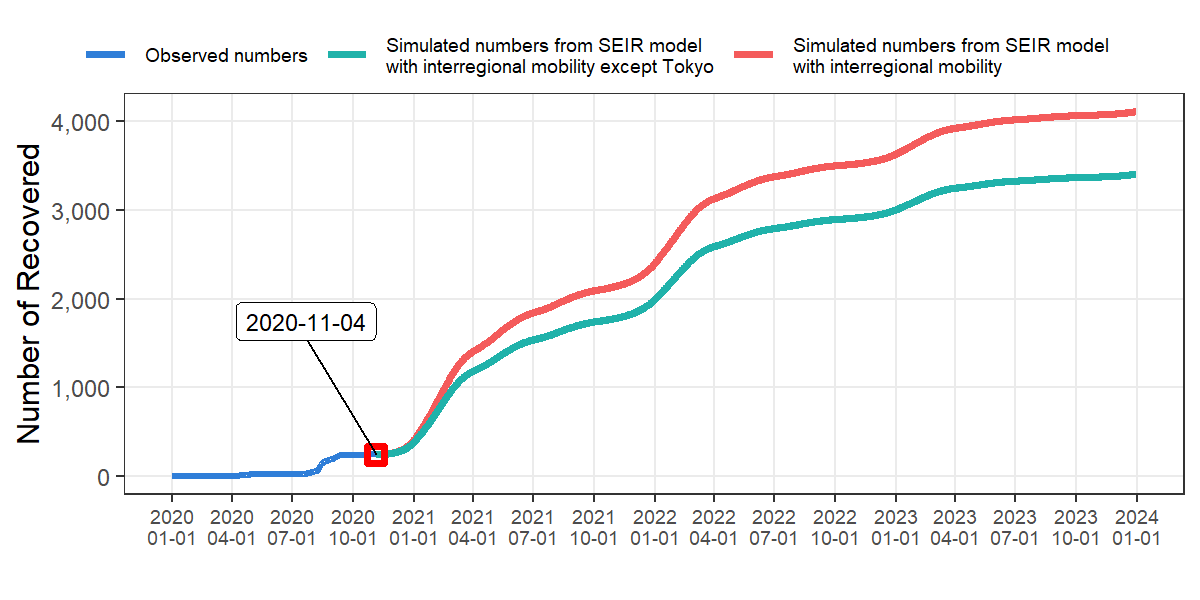 Observed numbers
Simulated numbers from SEIR model
with interregional mobility except Tokyo
Simulated numbers from SEIR model
with interregional mobility
Number of Recovered
4,000
3,000
2,000
1,000
0
2020-11-04
2020 2020 2020 2020 2021 2021 2021 2021 2022 2022 2022 2022 2023 2023 2023 2023 2024
01-01 04-01 07-01 10-01 01-01 04-01 07-01 10-01 01-01 04-01 07-01 10-01 01-01 04-01 07-01 10-01 01-01